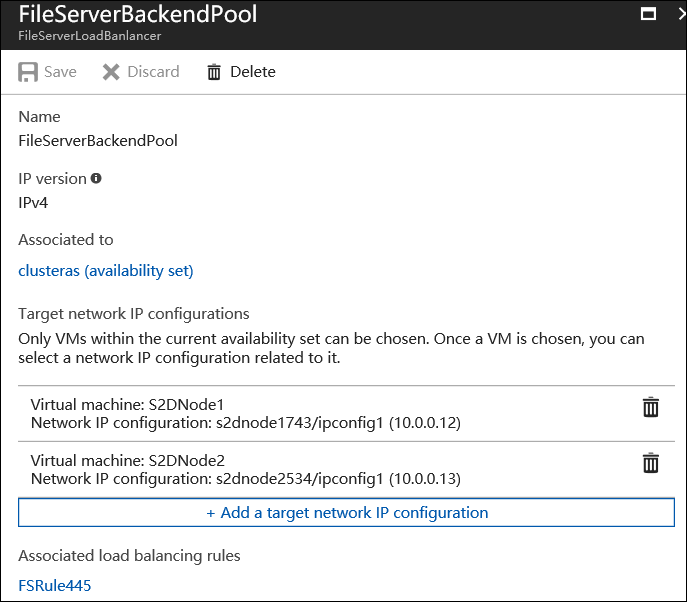 FileServerBackendPool
FileServerLoadBanlancer
Save Discard Delete
Name
FileServerBackendPool
IP version
IPv4
Associated to
clusteras (availability set)
Target network IP configurations
Only VMs within the current availability set can be chosen. Once a VM is chosen, you can
select a network IP configuration related to it.
Virtual machine: S2DNode1
Network IP configuration: s2dnode1743/ipconfig1 (10.0.0.12)
Virtual machine: S2DNode2
Network IP configuration: s2dnode2534/ipconfig1 (10.0.0.13)
+ Add a target network IP configuration
Associated load balancing rules
FSRule445